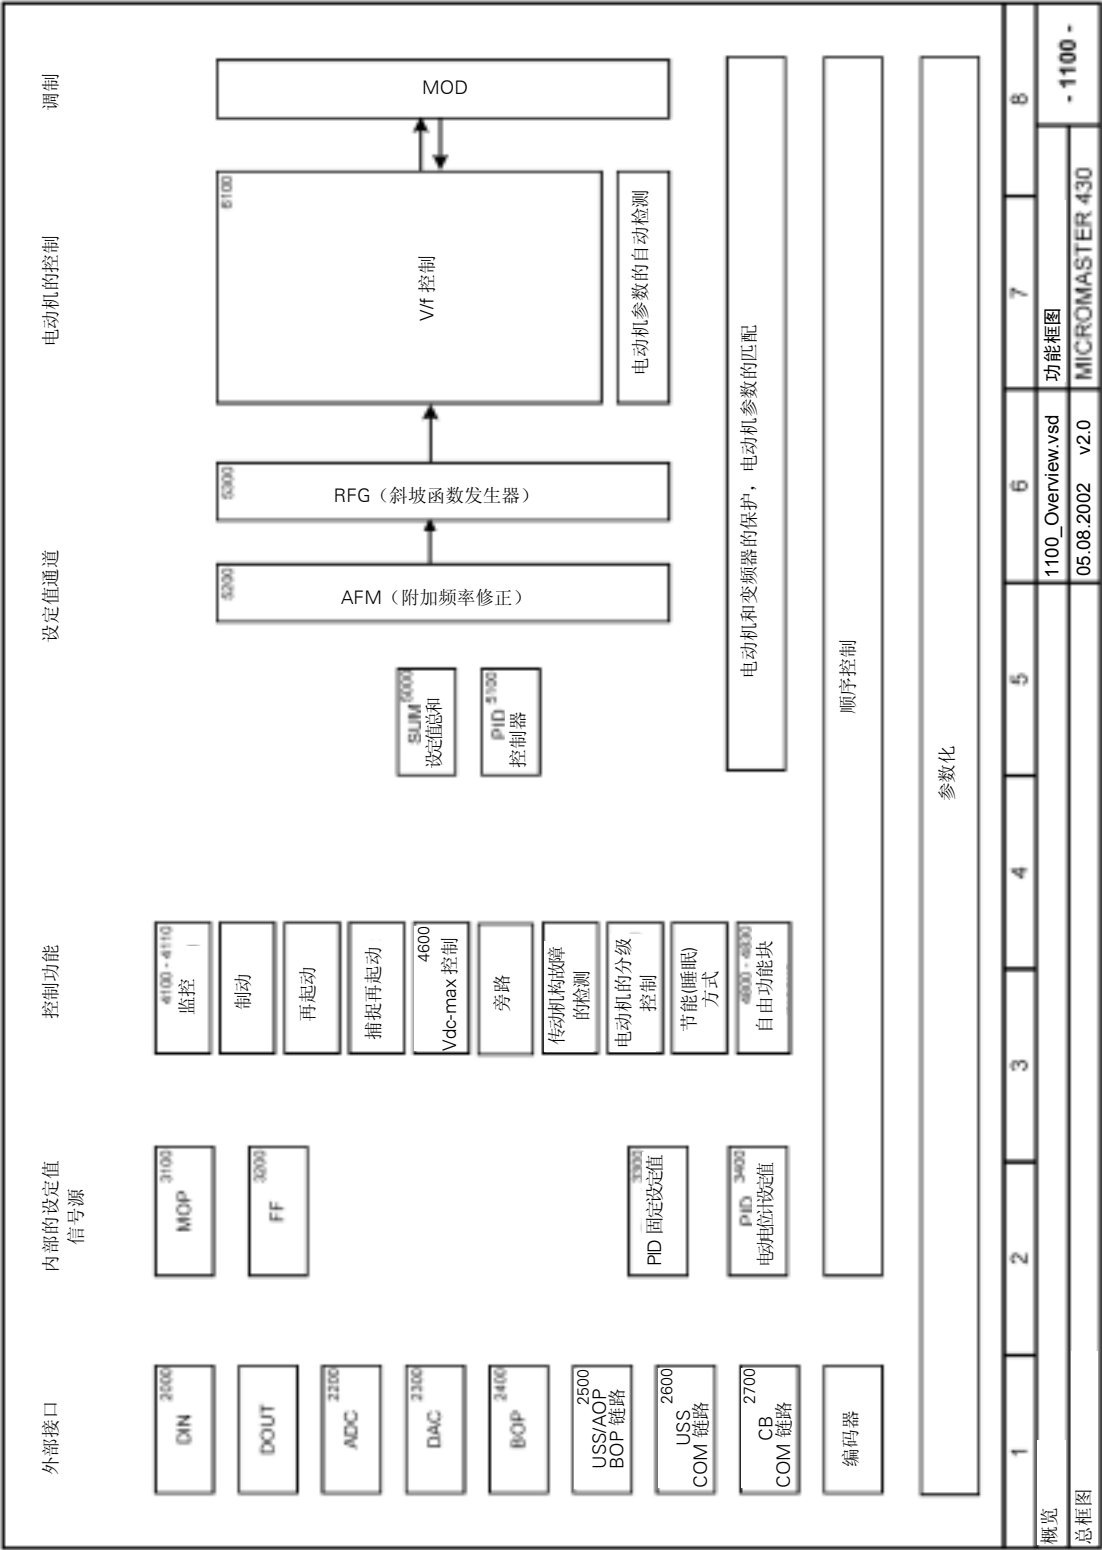 外部接口
内部的设定值
信号源
控制功能
设定值通道
电动机的控制
调制
2000
DIN
DOUT
2200
ADC
2300
DAC
2400
BOP
2500
USS/AOP
BOP 链路
2600
USS
COM 链路
2700
CB
COM 链路
编码器
3100
MOP
3200
FF
3300
PID 固定设定值
PID 3400
电动电位计设定值
4100 - 4110
监控
制动
再起动
捕捉再起动
4600
Vdc-max 控制
旁路
传动机构故障
的检测
电动机的分级
控制
节能(睡眠)
方式
4800 - 4830
自由功能块
SUM 5000
设定值总和
PID 5100
控制器
5200
AFM（附加频率修正）
5300
RFG（斜坡函数发生器）
6100
V/f 控制
电动机参数的自动检测
MOD
电动机和变频器的保护，电动机参数的匹配
顺序控制
参数化
1 2 3 4 5 6 7 8
概览
1100_Overview.vsd
功能框图
- 1100 -
总框图
05.08.2002 v2.0
MICROMASTER 430